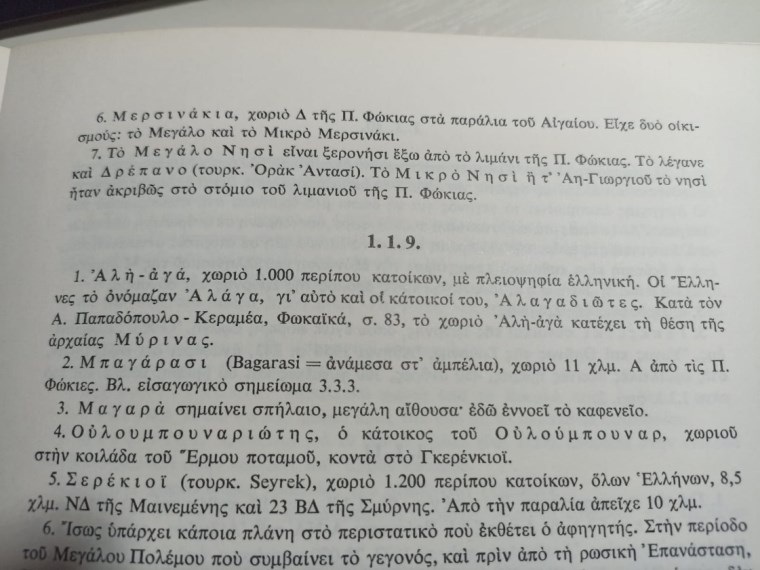 6. Μερσινάκια, χωριὸ Δ τῆς Π. Φώκιας στὰ παράλια τοῦ Αἰγαίου. Εἶχε δυὸ οἰκι-
σμούς: τὸ Μεγάλο καὶ τὸ Μικρὸ Μερσινάκι.
7. Τὸ Μεγάλο Νησὶ εἶναι ξερονήσι ἔξω ἀπὸ τὸ λιμάνι τῆς Π. Φώκιας. Τὸ λέγανε
καὶ Δρέπανο (τουρκ. Ὀρὰκ Ἀντασί). Τὸ Μικρὸ Νησὶ ἢ τ' Ἁη-Γιωργιοῦ τὸ νησὶ
ἦταν ἀκριβῶς στὸ στόμιο τοῦ λιμανιοῦ τῆς Π. Φώκιας.
1.1.9.
1. Ἀλὴ-ἀγά, χωριὸ 1.000 περίπου κατοίκων, μὲ πλειοψηφία ἑλληνική. Οἱ Ἕλλη-
νες τὸ ὀνόμαζαν Ἀλάγα, γι' αὐτὸ καὶ οἱ κάτοικοί του, Ἀλαγαδιῶτες. Κατὰ τὸν
Α. Παπαδόπουλο - Κεραμέα, Φωκαϊκά, σ. 83, τὸ χωριὸ Ἀλὴ-ἀγὰ κατέχει τὴ θέση τῆς
ἀρχαίας Μύρινας.
2. Μπαγάρασι (Bagarasi = ἀνάμεσα στ' ἀμπέλια), χωριὸ 11 χλμ. Α ἀπὸ τὶς Π.
Φώκιες. Βλ. εἰσαγωγικὸ σημείωμα 3.3.3.
3. Μαγαρὰ σημαίνει σπήλαιο, μεγάλη αἴθουσα· ἐδῶ ἐννοεῖ τὸ καφενεῖο.
4. Οὐλουμπουναριώτης, ὁ κάτοικος τοῦ Οὐλούμπουναρ, χωριοῦ
στὴν κοιλάδα τοῦ Ἕρμου ποταμοῦ, κοντὰ στὸ Γκερένκιοϊ.
5. Σερέκιοϊ (τουρκ. Seyrek), χωριὸ 1.200 περίπου κατοίκων, ὅλων Ἑλλήνων, 8,5
χλμ. ΝΔ τῆς Μαινεμένης καὶ 23 ΒΔ τῆς Σμύρνης. Ἀπὸ τὴν παραλία ἀπεῖχε 10 χλμ.
6. Ἴσως ὑπάρχει κάποια πλάνη στὸ περιστατικὸ ποὺ ἐκθέτει ὁ ἀφηγητής. Στὴν περίοδο
τοῦ Μεγάλου Πολέμου ποὺ συμβαίνει τὸ γεγονός, καὶ πρὶν ἀπὸ τὴ ρωσικὴ Ἐπανάσταση,